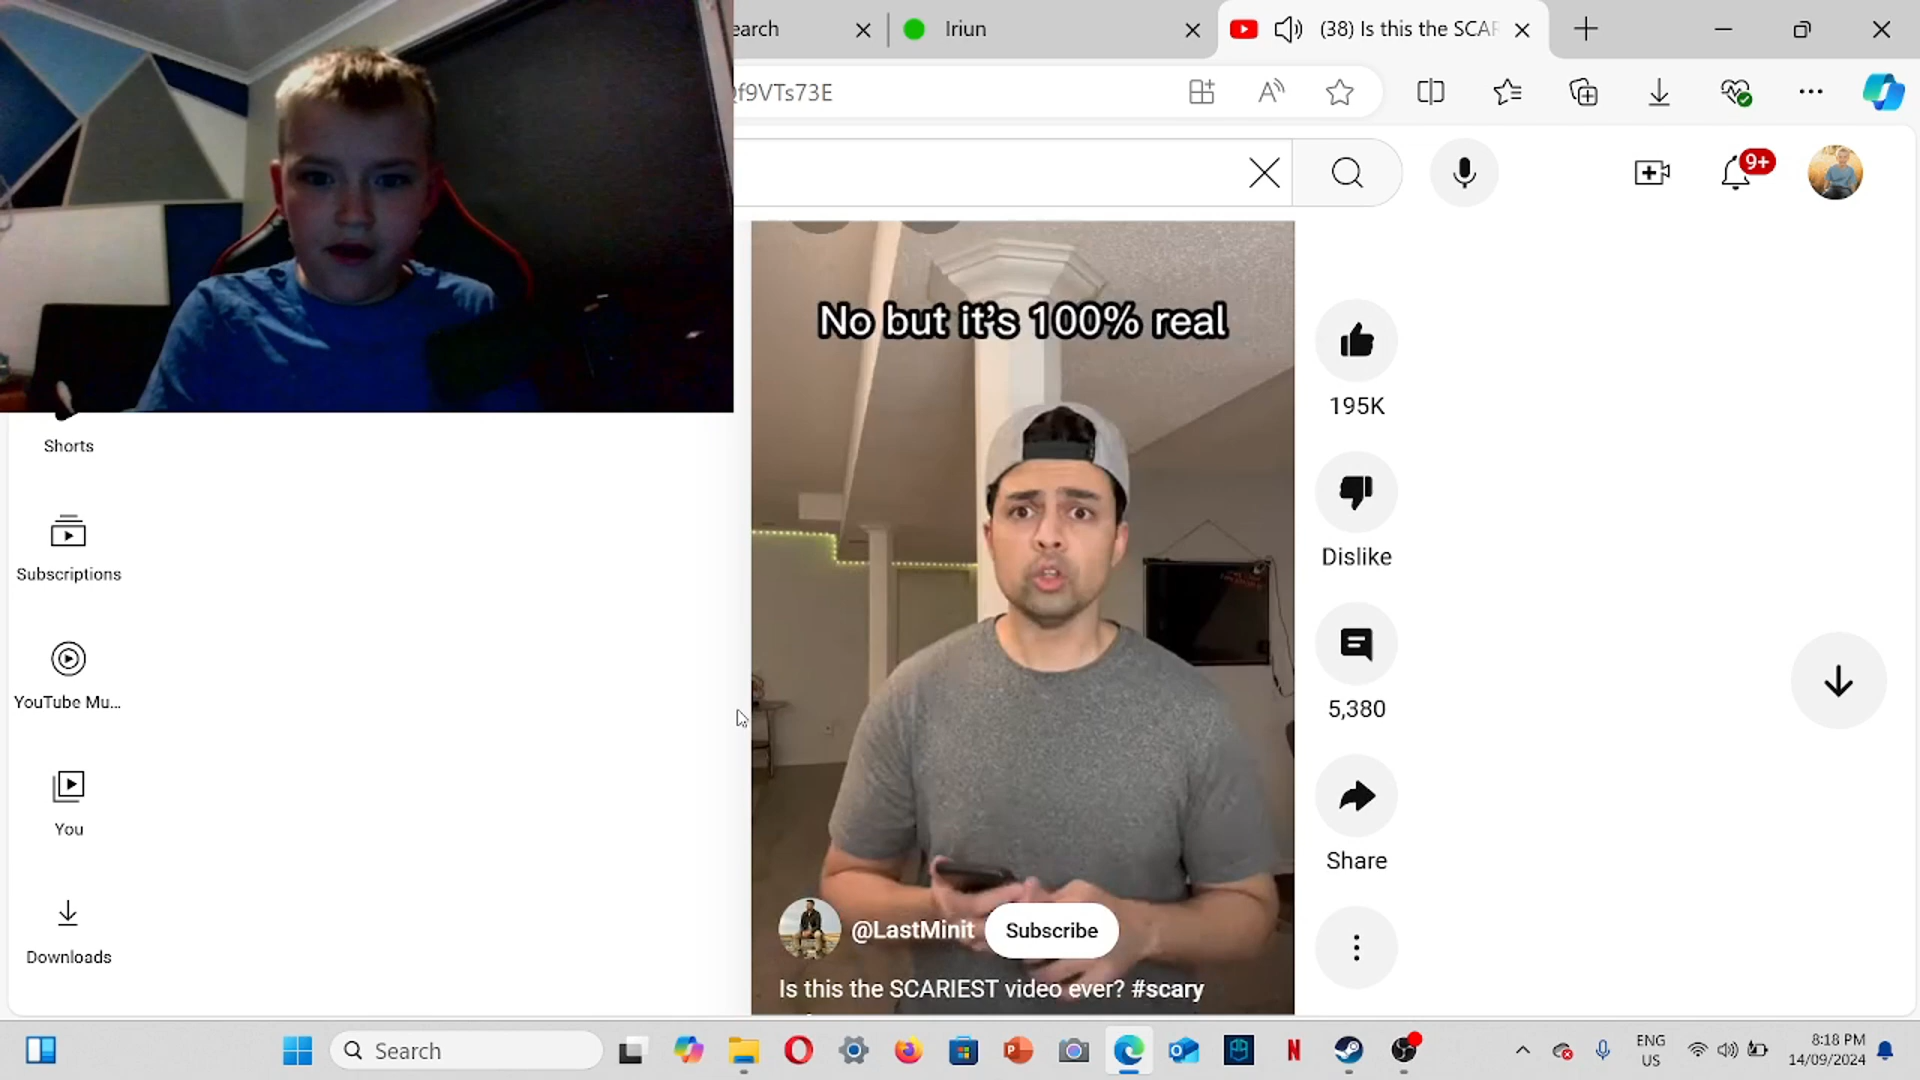 earch
Iriun
(38) Is this the SCAR
f9VTs73E
9+
No but it's 100% real
195K
Dislike
5,380
Share
Shorts
Subscriptions
YouTube Mu...
You
Downloads
@LastMinit
Subscribe
Is this the SCARIEST video ever? #scary
Search
ENG
US
8:18 PM
14/09/2024